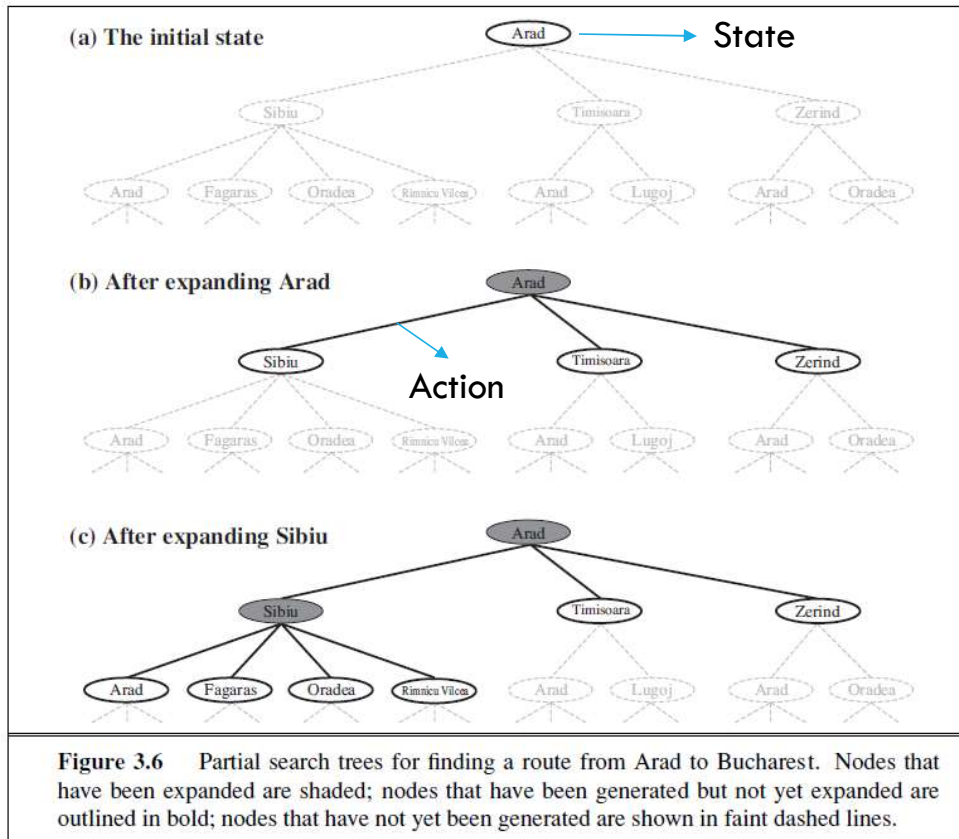 (a) The initial state
Arad
State
Sibiu Timisoara Zerind
Arad Fagaras Oradea Rimnicu Vilcea Arad Lugoj Arad Oradea
(b) After expanding Arad
Arad
Sibiu Timisoara Zerind
Action
Arad Fagaras Oradea Rimnicu Vilcea Arad Lugoj Arad Oradea
(c) After expanding Sibiu
Arad
Sibiu Timisoara Zerind
Arad Fagaras Oradea Rimnicu Vilcea Arad Lugoj Arad Oradea
Figure 3.6 Partial search trees for finding a route from Arad to Bucharest. Nodes that
have been expanded are shaded; nodes that have been generated but not yet expanded are
outlined in bold; nodes that have not yet been generated are shown in faint dashed lines.